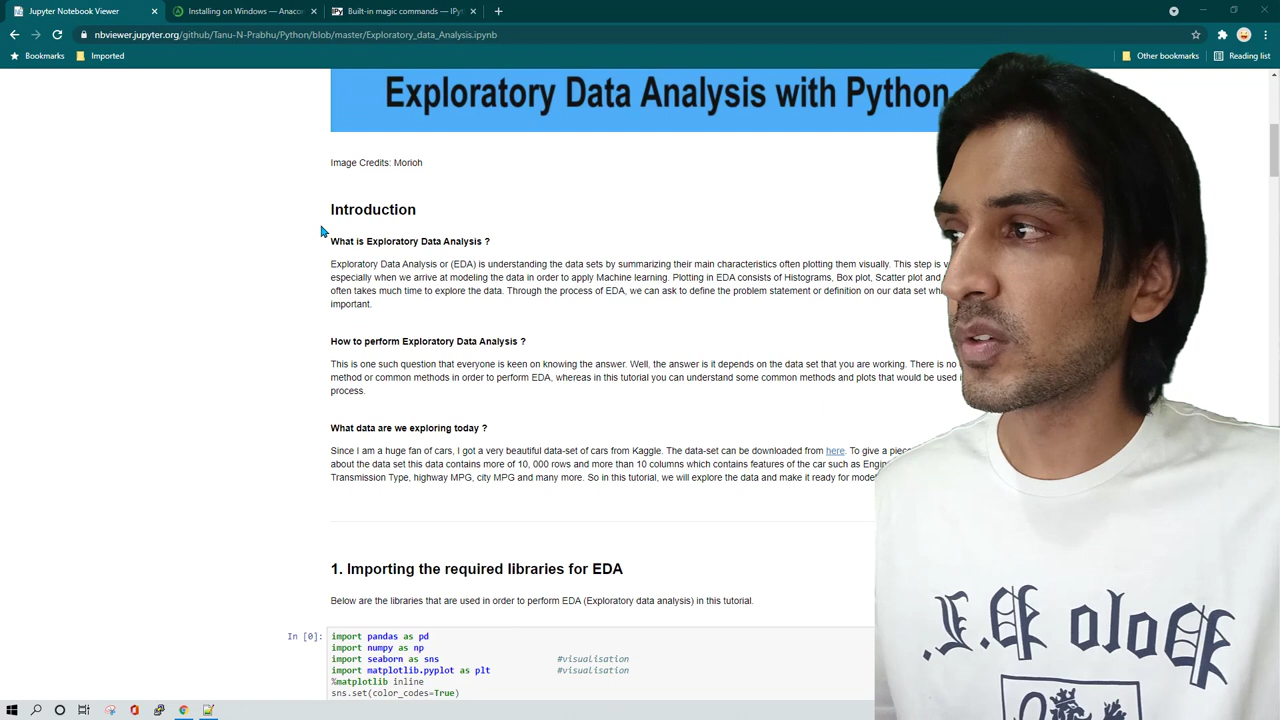 Jupyter Notebook Viewer
Installing on Windows — Anacon
IPy Built-in magic commands — IPyt
nbviewer.jupyter.org/github/Tanu-N-Prabhu/Python/blob/master/Exploratory_data_Analysis.ipynb
Bookmarks Imported Other bookmarks Reading list
Exploratory Data Analysis with Python
Image Credits: Morioh
Introduction
What is Exploratory Data Analysis ?
Exploratory Data Analysis or (EDA) is understanding the data sets by summarizing their main characteristics often plotting them visually. This step is v
especially when we arrive at modeling the data in order to apply Machine learning. Plotting in EDA consists of Histograms, Box plot, Scatter plot and
often takes much time to explore the data. Through the process of EDA, we can ask to define the problem statement or definition on our data set wh
important.
How to perform Exploratory Data Analysis ?
This is one such question that everyone is keen on knowing the answer. Well, the answer is it depends on the data set that you are working. There is no
method or common methods in order to perform EDA, whereas in this tutorial you can understand some common methods and plots that would be used i
process.
What data are we exploring today ?
Since I am a huge fan of cars, I got a very beautiful data-set of cars from Kaggle. The data-set can be downloaded from here. To give a piec
about the data set this data contains more of 10, 000 rows and more than 10 columns which contains features of the car such as Engi
Transmission Type, highway MPG, city MPG and many more. So in this tutorial, we will explore the data and make it ready for mode
1. Importing the required libraries for EDA
Below are the libraries that are used in order to perform EDA (Exploratory data analysis) in this tutorial.
In [0]:
import pandas as pd
import numpy as np
import seaborn as sns #visualisation
import matplotlib.pyplot as plt #visualisation
%matplotlib inline
sns.set(color_codes=True)
Polo R.L.